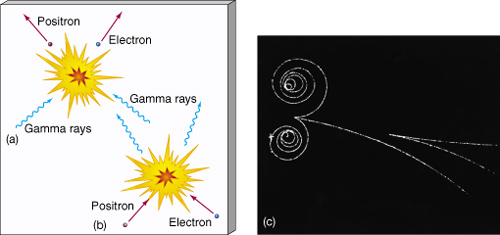 Positron
Electron
Gamma rays
(a)
Gamma rays
Positron
(b)
Electron
(c)